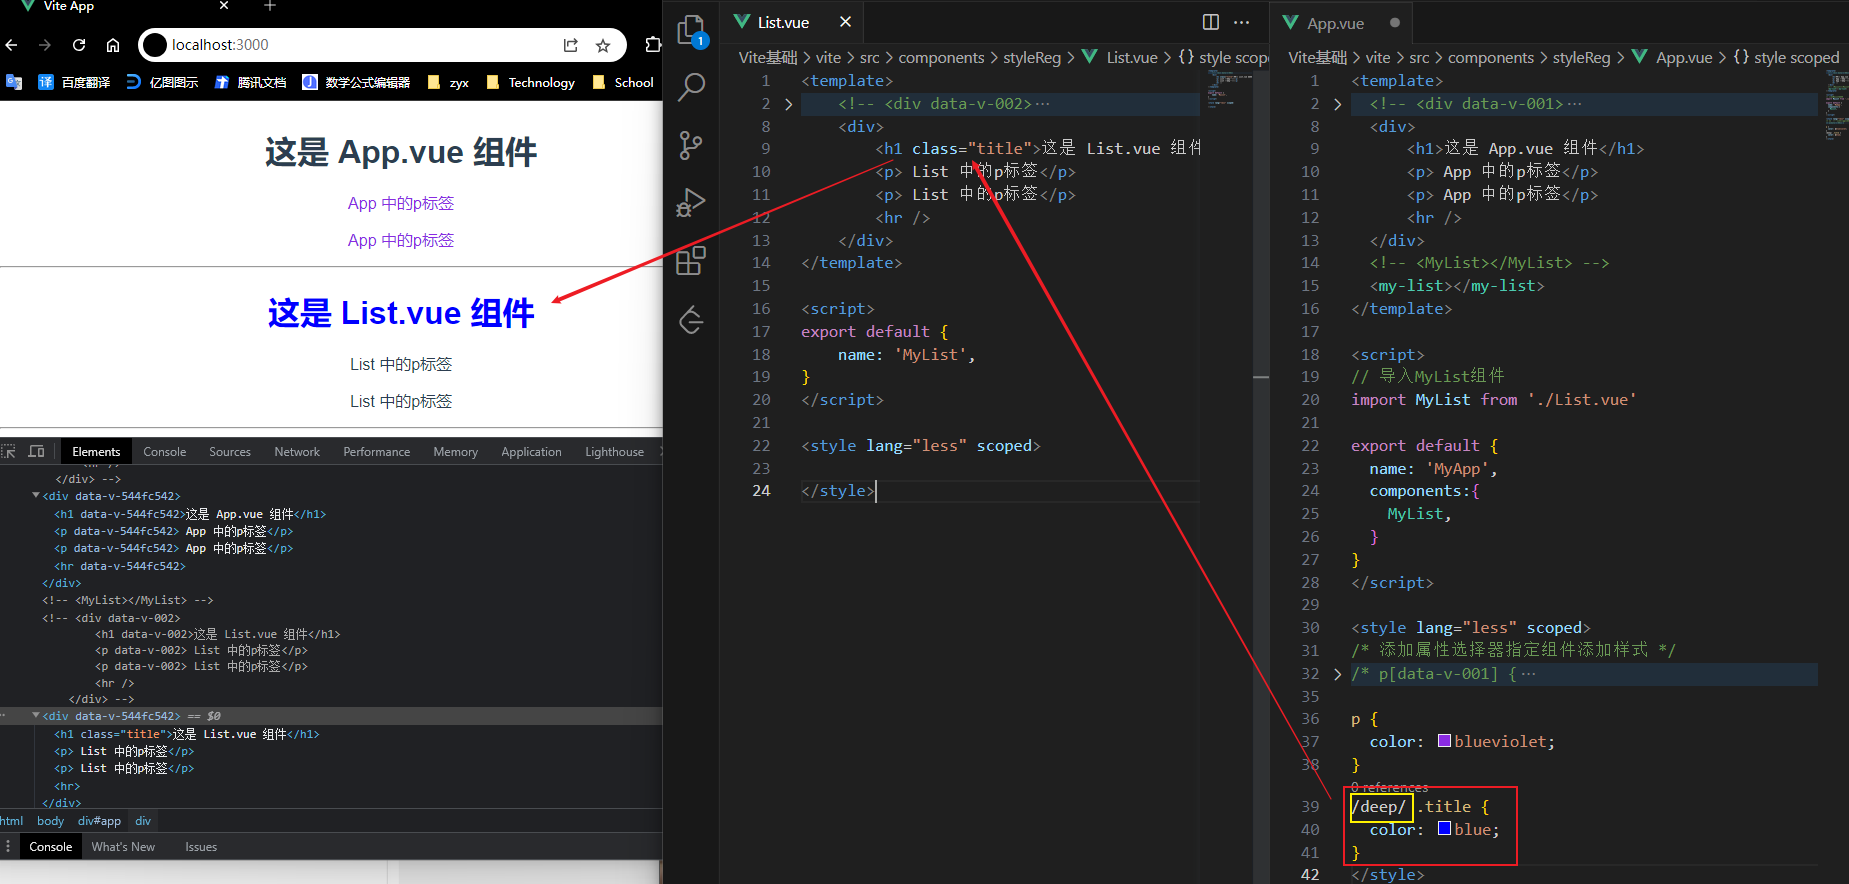 Vite App
localhost:3000
百度翻译
亿图图示
腾讯文档
数学公式编辑器
zyx
Technology
School
这是 App.vue 组件
App 中的p标签
App 中的p标签
这是 List.vue 组件
List 中的p标签
List 中的p标签
Elements Console Sources Network Performance Memory Application Lighthouse
</div> -->
<div data-v-544fc542>
<h1 data-v-544fc542>这是 App.vue 组件</h1>
<p data-v-544fc542> App 中的p标签</p>
<p data-v-544fc542> App 中的p标签</p>
<hr data-v-544fc542>
</div>
<!-- <MyList></MyList> -->
<!-- <div data-v-002>
<h1 data-v-002>这是 List.vue 组件</h1>
<p data-v-002> List 中的p标签</p>
<p data-v-002> List 中的p标签</p>
<hr />
</div> -->
<div data-v-544fc542> == $0
<h1 class="title">这是 List.vue 组件</h1>
<p> List 中的p标签</p>
<p> List 中的p标签</p>
<hr>
</div>
html body div#app div
Console What's New Issues
1
List.vue
Vite基础 > vite > src > components > styleReg > List.vue > {} style scop
1 <template>
2 <!-- <div data-v-002>···
8 <div>
9 <h1 class="title">这是 List.vue 组件
10 <p> List 中的p标签</p>
11 <p> List 中的p标签</p>
12 <hr />
13 </div>
14 </template>
15
16 <script>
17 export default {
18 name: 'MyList',
19 }
20 </script>
21
22 <style lang="less" scoped>
23
24 </style>
App.vue
Vite基础 > vite > src > components > styleReg > App.vue > {} style scoped
1 <template>
2 <!-- <div data-v-001>···
8 <div>
9 <h1>这是 App.vue 组件</h1>
10 <p> App 中的p标签</p>
11 <p> App 中的p标签</p>
12 <hr />
13 </div>
14 <!-- <MyList></MyList> -->
15 <my-list></my-list>
16 </template>
17
18 <script>
19 // 导入MyList组件
20 import MyList from './List.vue'
21
22 export default {
23 name: 'MyApp',
24 components:{
25 MyList,
26 }
27 }
28 </script>
29
30 <style lang="less" scoped>
31 /* 添加属性选择器指定组件添加样式 */
32 /* p[data-v-001] {···
35
36 p {
37 color: blueviolet;
38 }
0 references
39 /deep/ .title {
40 color: blue;
41 }
42 </style>